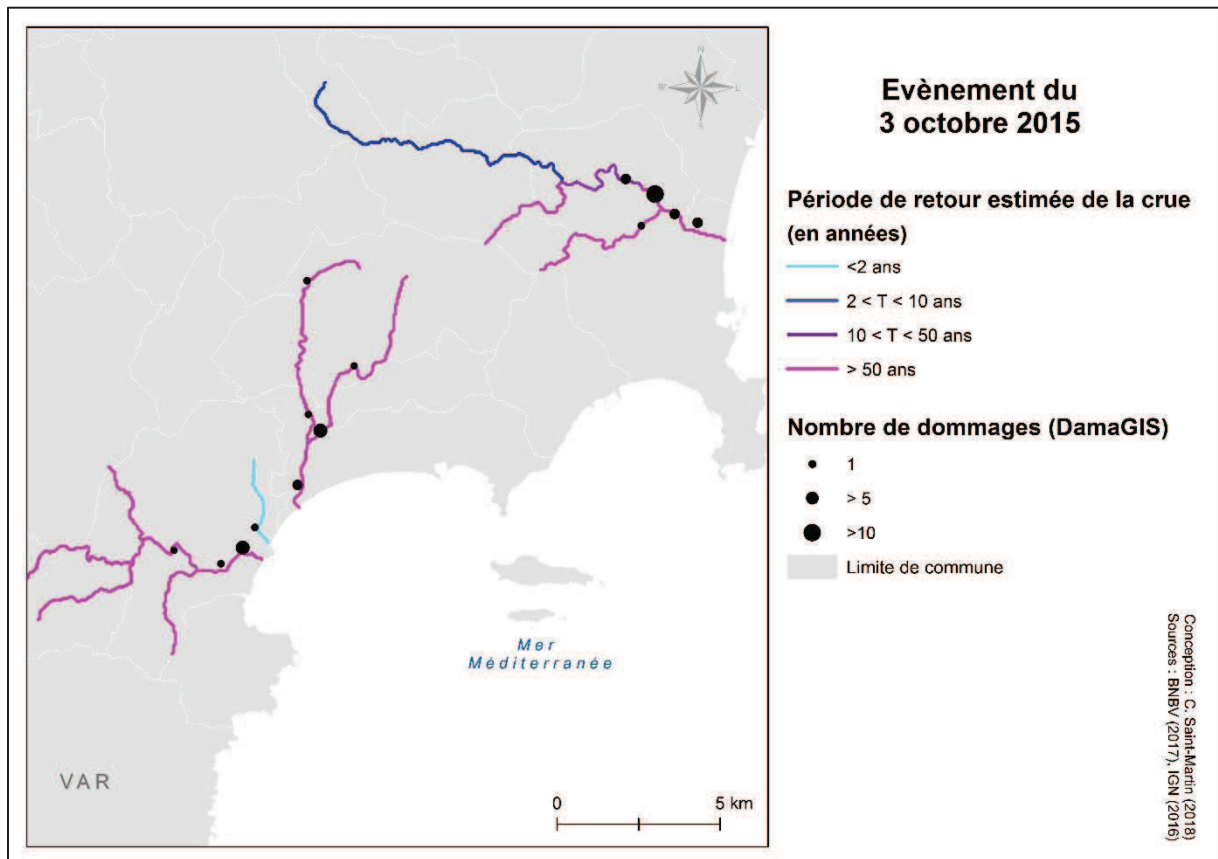 N
W
L
S
Mer
Méditerranée
VAR
0
5 km
Evènement du
3 octobre 2015
Période de retour estimée de la crue
(en années)
<2 ans
2 < T < 10 ans
10 < T < 50 ans
> 50 ans
Nombre de dommages (DamaGIS)
1
> 5
>10
Limite de commune
Conception : C. Saint-Martin (2018)
Sources : BNBV (2017), IGN (2016)